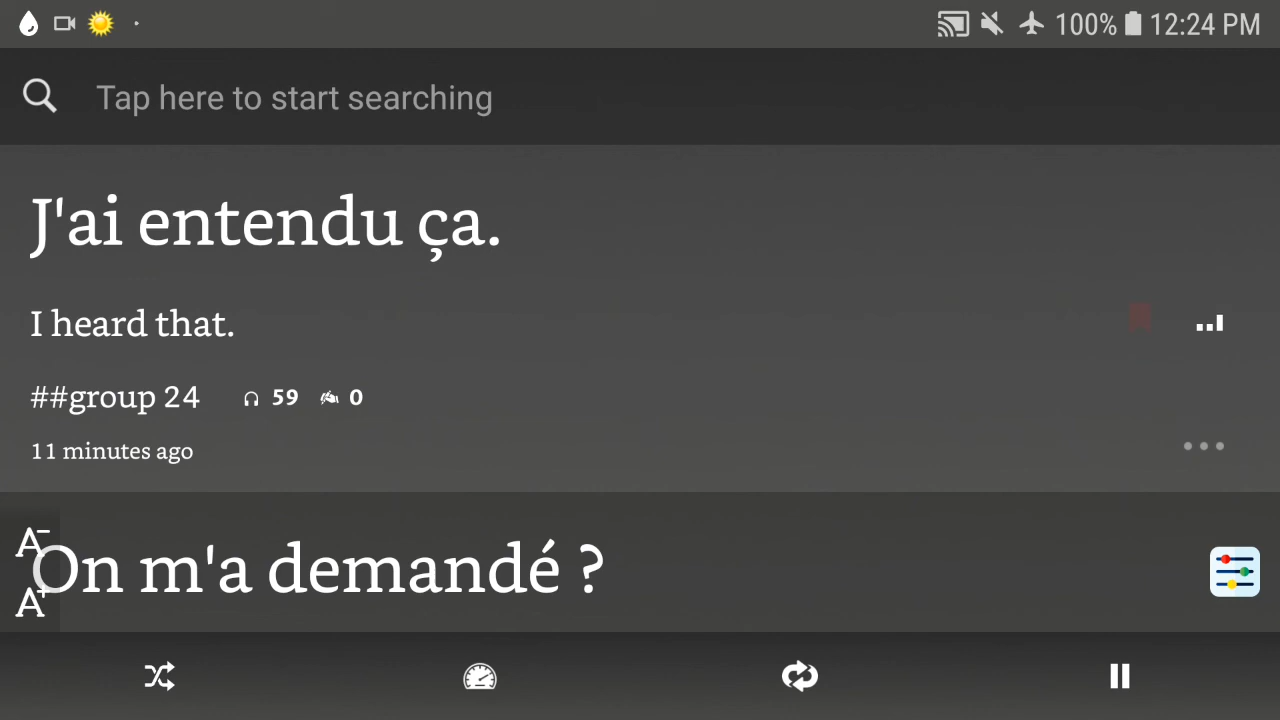 100% 12:24 PM
Tap here to start searching
J'ai entendu ça.
I heard that.
##group 24 59 0
11 minutes ago
A-
On m'a demandé ?
A+